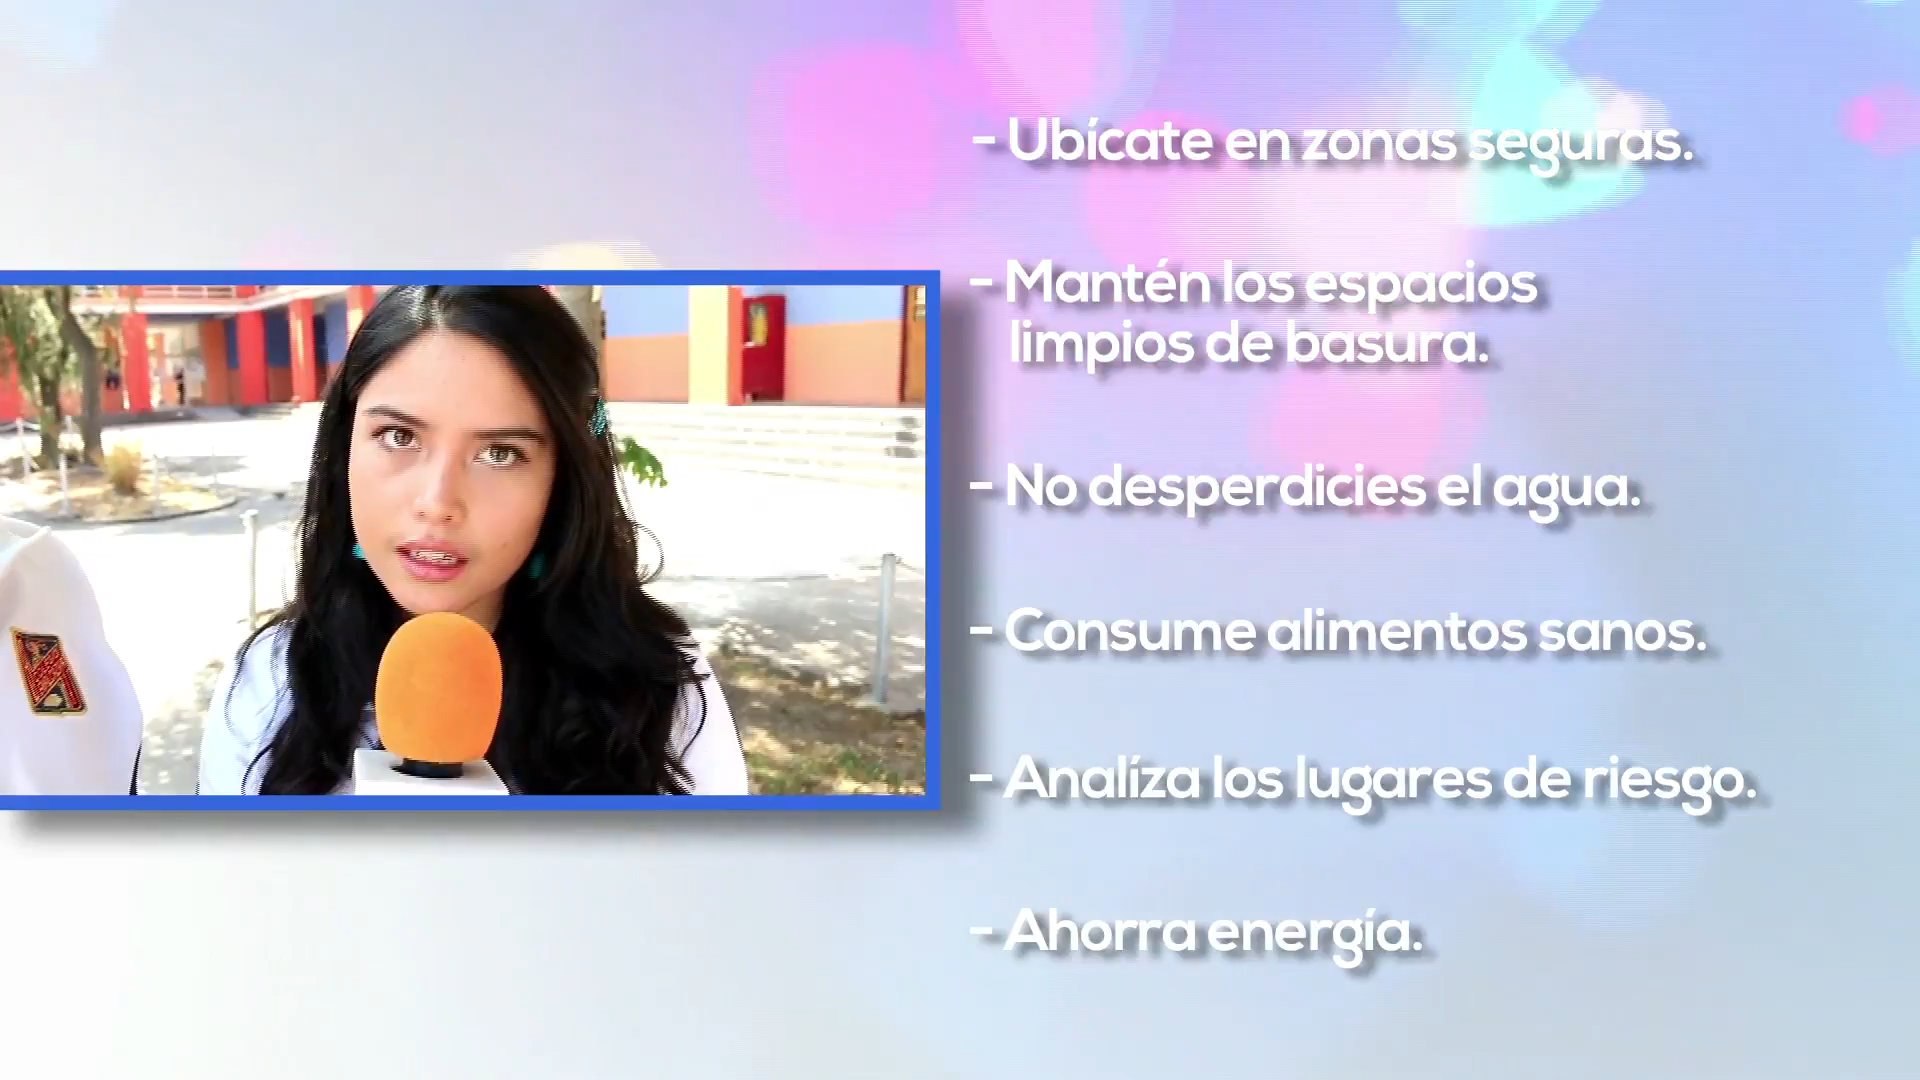 - Ubícate en zonas seguras.
- Mantén los espacios
limpios de basura.
- No desperdicies el agua.
- Consume alimentos sanos.
- Analíza los lugares de riesgo.
- Ahorra energía.